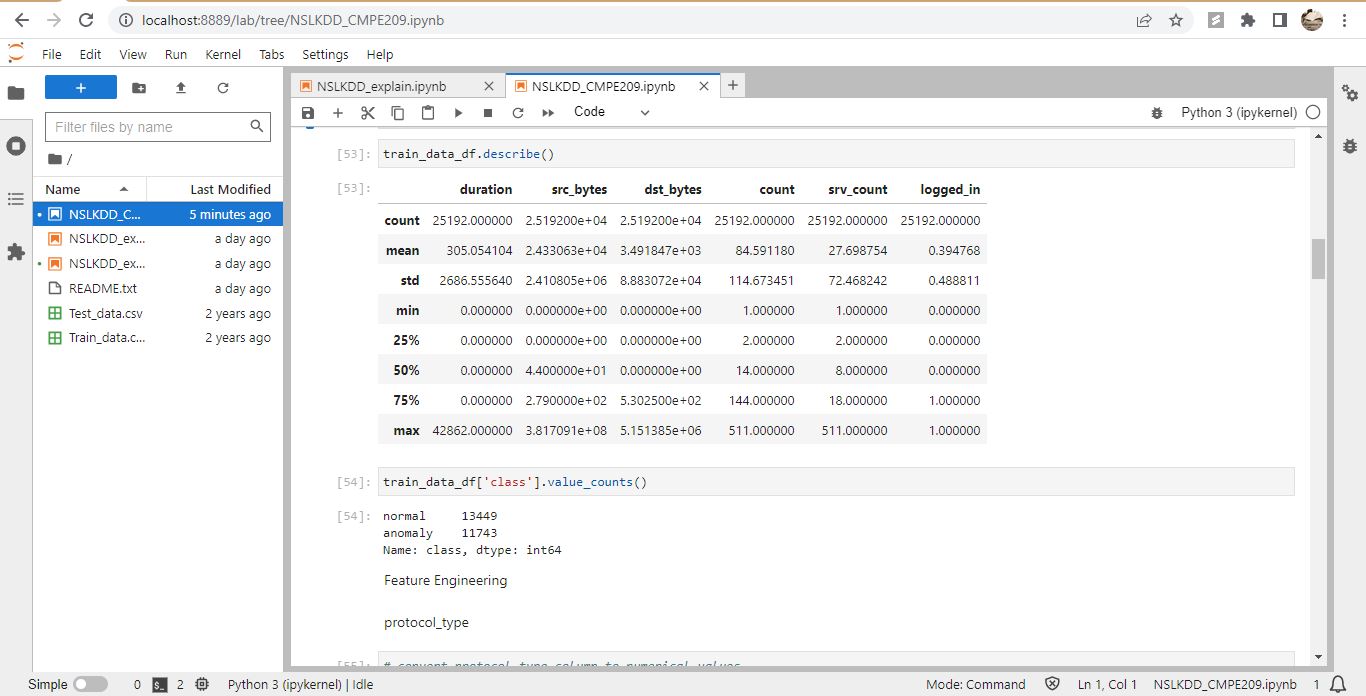 localhost:8889/lab/tree/NSLKDD_CMPE209.ipynb
File Edit View Run Kernel Tabs Settings Help
NSLKDD_explain.ipynb NSLKDD_CMPE209.ipynb
Code Python 3 (ipykernel)
Filter files by name
/
Name Last Modified
NSLKDD_C... 5 minutes ago
NSLKDD_ex... a day ago
NSLKDD_ex... a day ago
README.txt a day ago
Test_data.csv 2 years ago
Train_data.c... 2 years ago
[53]: train_data_df.describe()
[53]: duration src_bytes dst_bytes count srv_count logged_in
count 25192.000000 2.519200e+04 2.519200e+04 25192.000000 25192.000000 25192.000000
mean 305.054104 2.433063e+04 3.491847e+03 84.591180 27.698754 0.394768
std 2686.555640 2.410805e+06 8.883072e+04 114.673451 72.468242 0.488811
min 0.000000 0.000000e+00 0.000000e+00 1.000000 1.000000 0.000000
25% 0.000000 0.000000e+00 0.000000e+00 2.000000 2.000000 0.000000
50% 0.000000 4.400000e+01 0.000000e+00 14.000000 8.000000 0.000000
75% 0.000000 2.790000e+02 5.302500e+02 144.000000 18.000000 1.000000
max 42862.000000 3.817091e+08 5.151385e+06 511.000000 511.000000 1.000000
[54]: train_data_df['class'].value_counts()
[54]: normal 13449
anomaly 11743
Name: class, dtype: int64
Feature Engineering
protocol_type
[55]: # convert protocol_type column to numerical values
Simple 0 $_ 2 Python 3 (ipykernel) | Idle Mode: Command Ln 1, Col 1 NSLKDD_CMPE209.ipynb 1